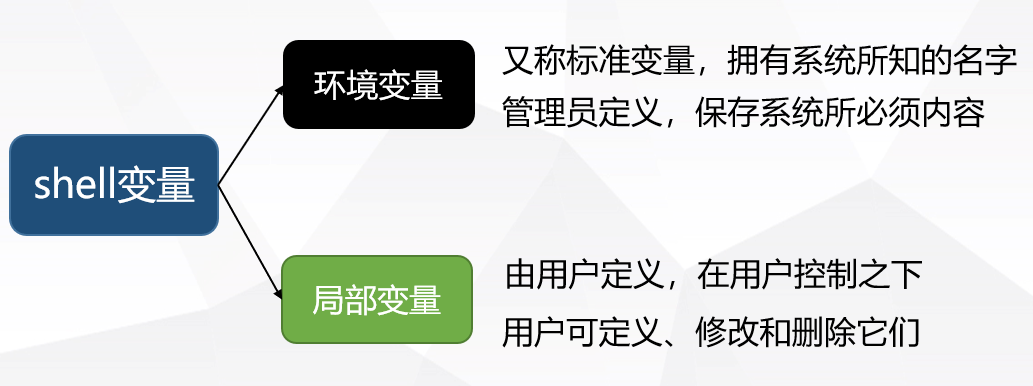 环境变量
又称标准变量，拥有系统所知的名字
管理员定义，保存系统所必须内容
shell变量
局部变量
由用户定义，在用户控制之下
用户可定义、修改和删除它们